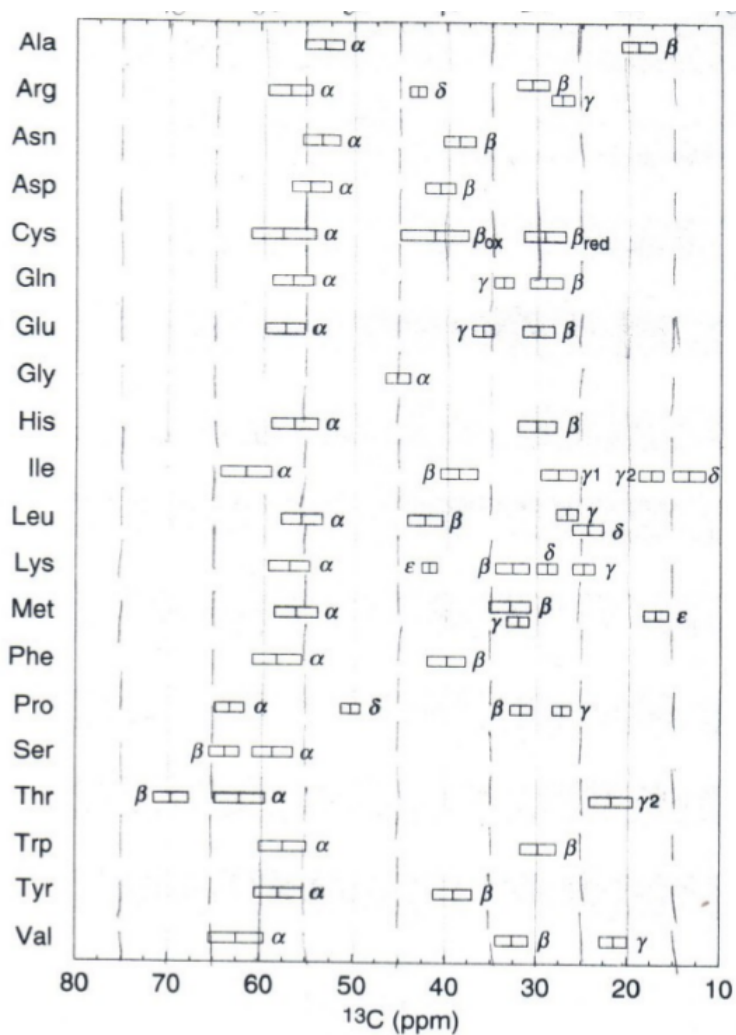 Ala α β
Arg α δ β γ
Asn α β
Asp α β
Cys α βox βred
Gln α γ β
Glu α γ β
Gly α
His α β
Ile α β γ1 γ2 δ
Leu α β γ δ
Lys α ε β δ γ
Met α β γ ε
Phe α β
Pro α δ β γ
Ser β α
Thr β α γ2
Trp α β
Tyr α β
Val α β γ
80 70 60 50 40 30 20 10
13C (ppm)